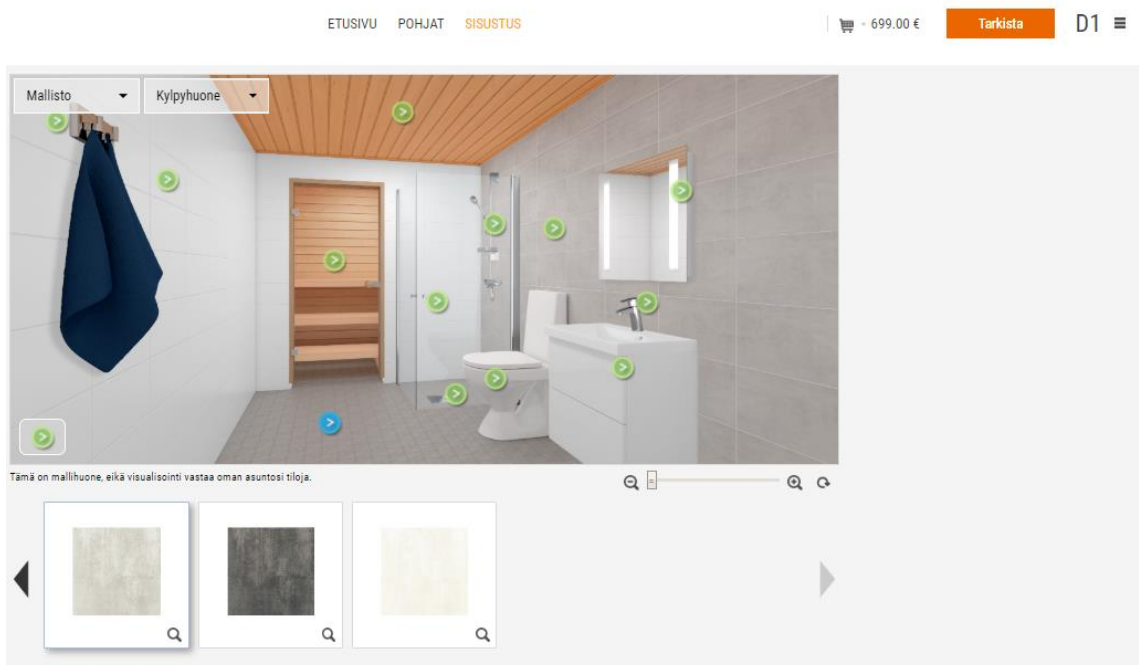 ETUSIVU POHJAT SISUSTUS - 699.00 € Tarkista D1
Mallisto Kylpyhuone
Tämä on mallihuone, eikä visualisointi vastaa oman asuntosi tiloja.